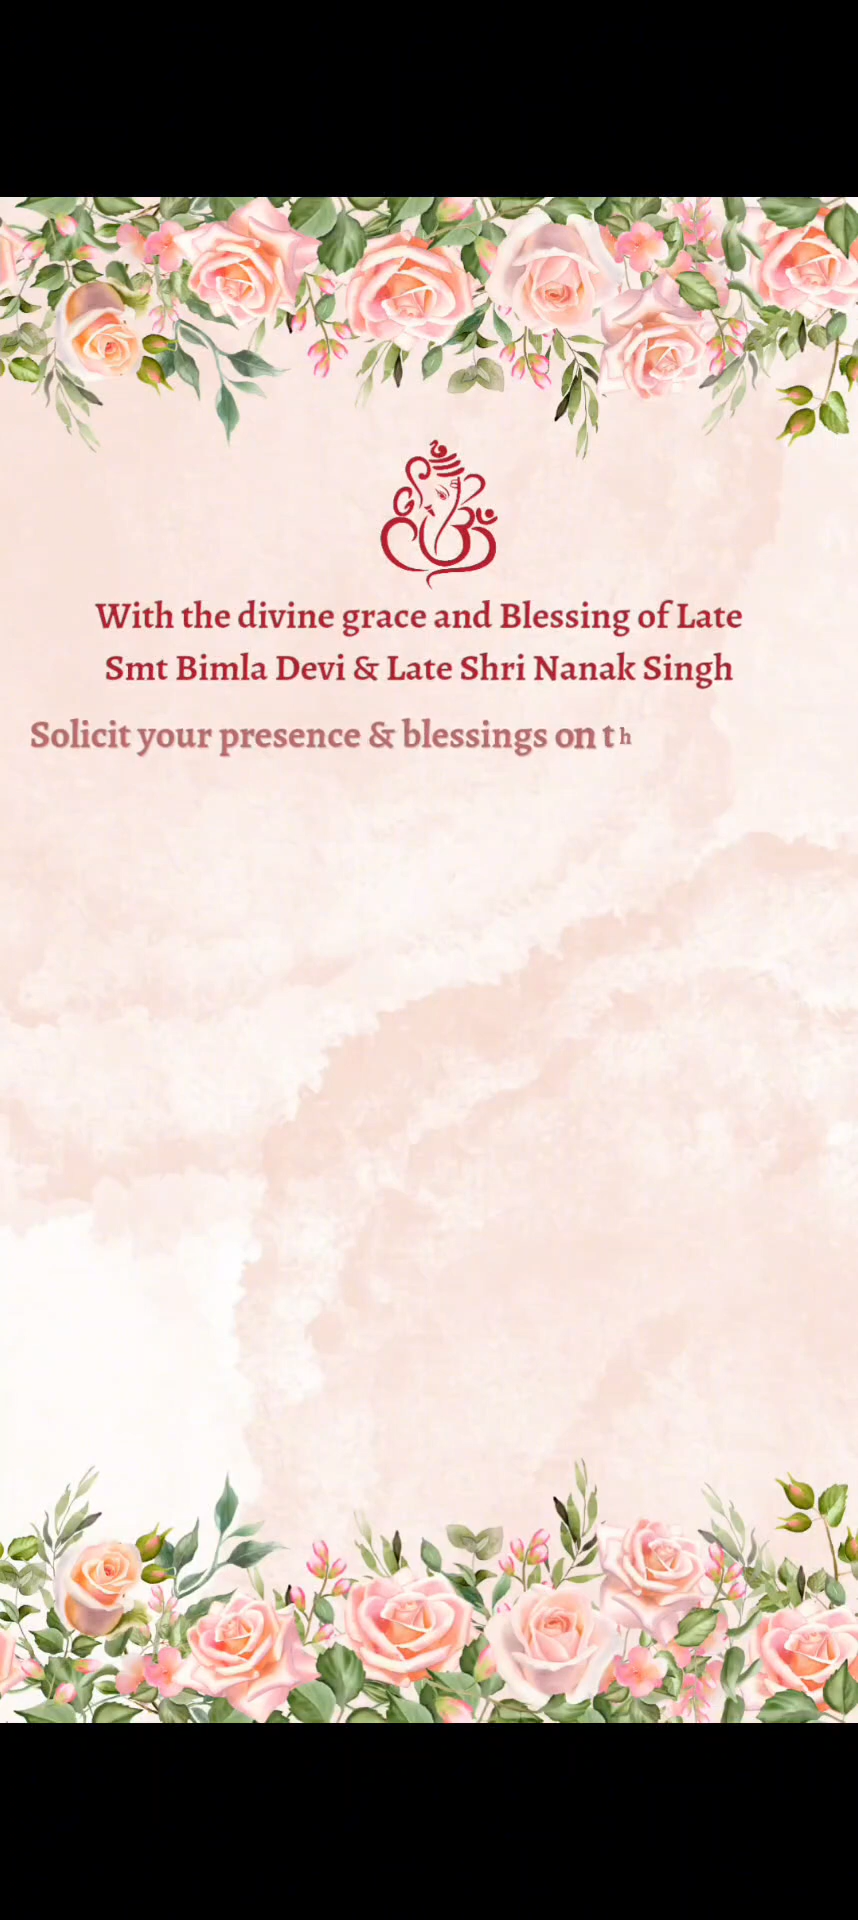 With the divine grace and Blessing of Late
Smt Bimla Devi & Late Shri Nanak Singh
Solicit your presence & blessings on th